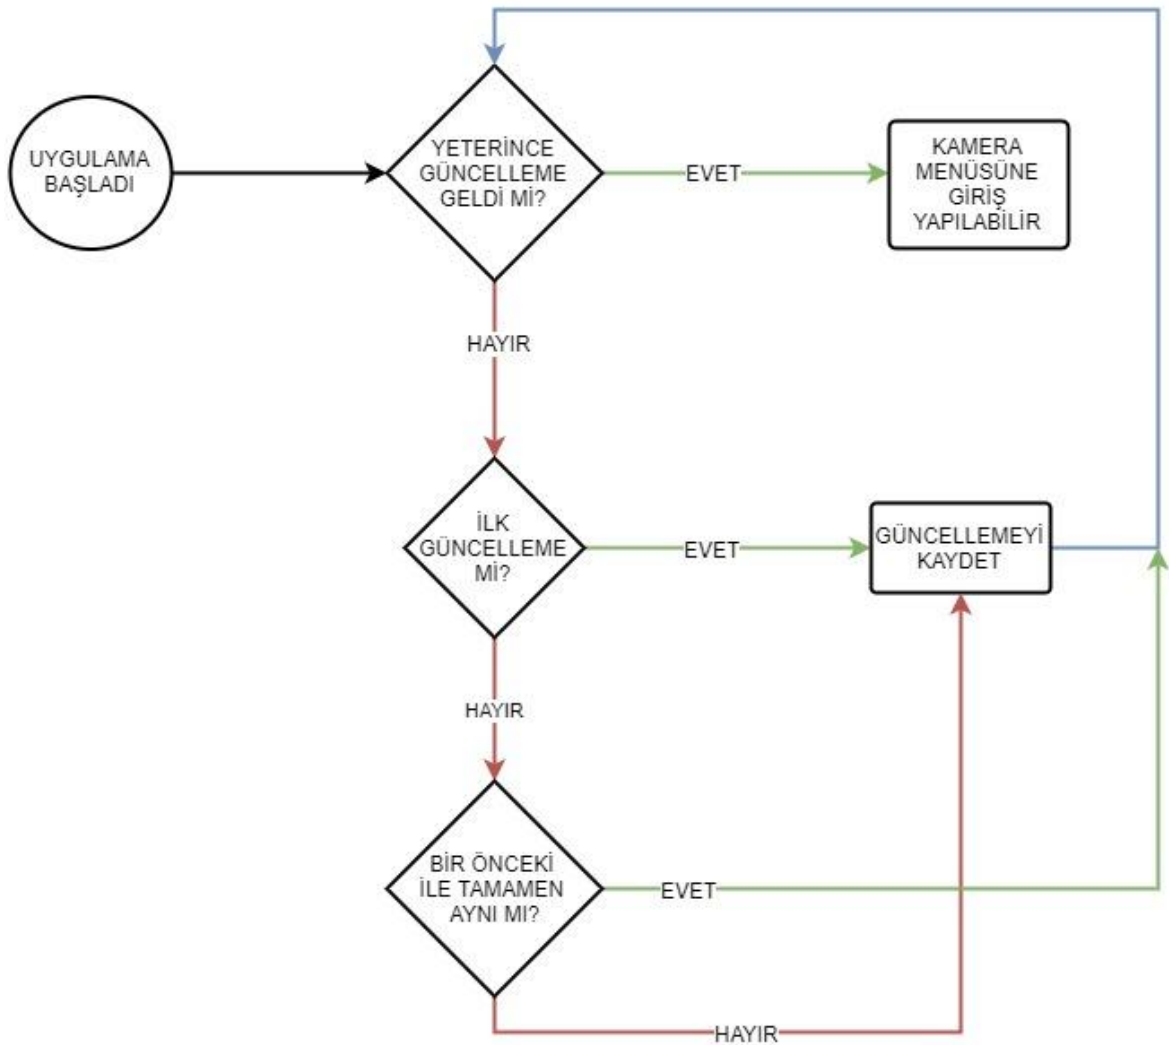 UYGULAMA
BAŞLADI
YETERİNCE
GÜNCELLEME
GELDİ Mİ?
EVET
KAMERA
MENÜSÜNE
GİRİŞ
YAPILABİLİR
HAYIR
İLK
GÜNCELLEME
Mİ?
EVET
GÜNCELLEMEYİ
KAYDET
HAYIR
BİR ÖNCEKİ
İLE TAMAMEN
AYNI MI?
EVET
HAYIR